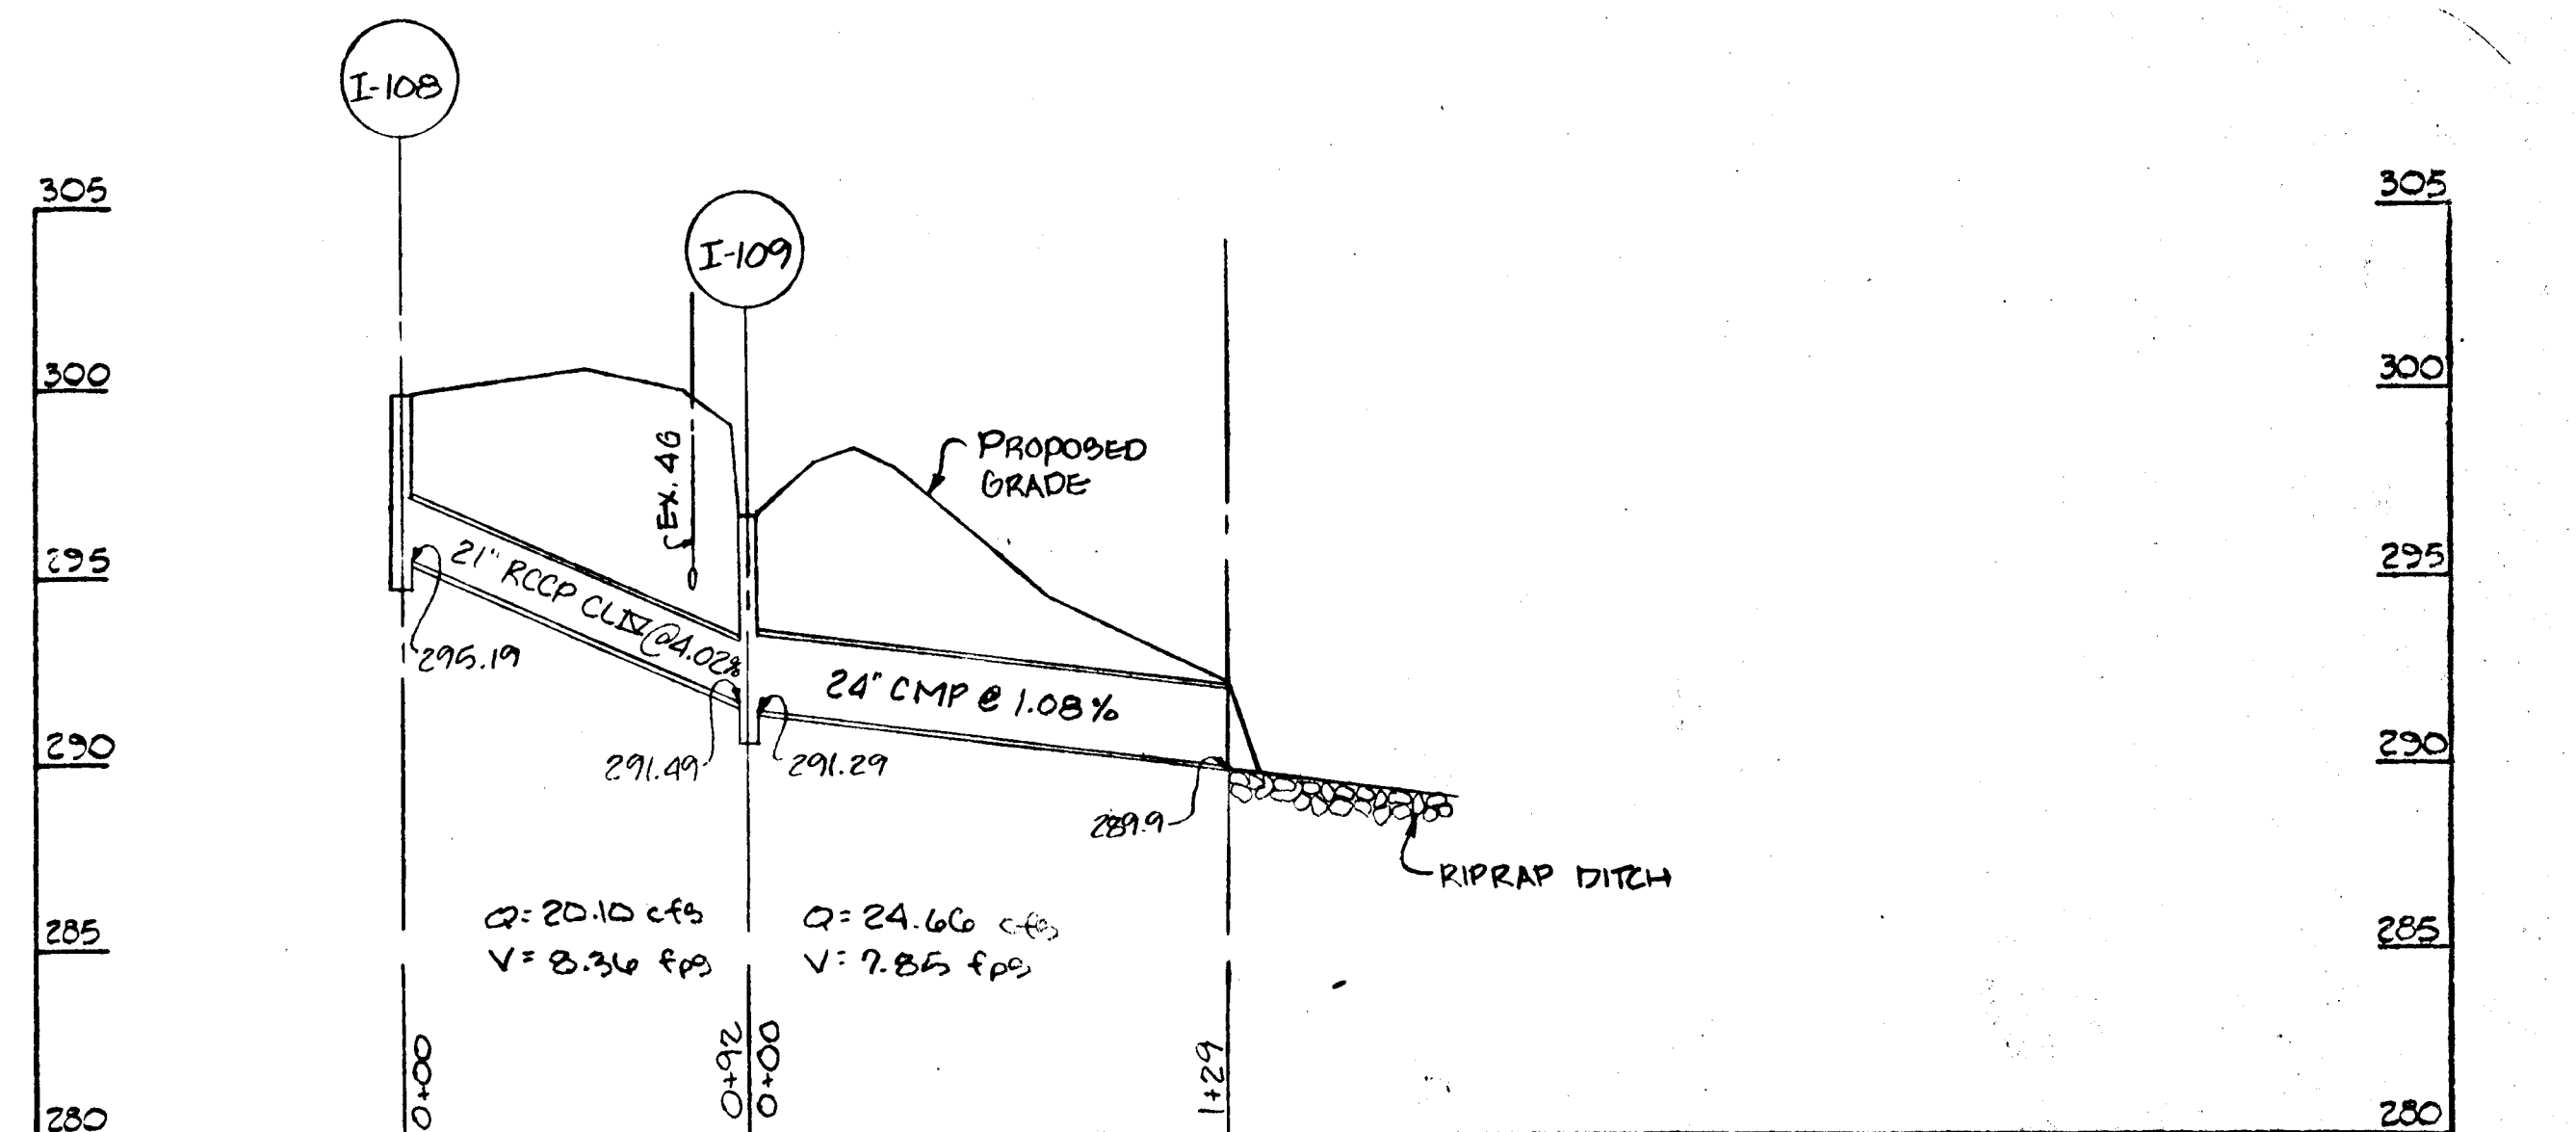 I-108
I-109
305
305
300
300
EX. 4G
PROPOSED
GRADE
295
295
21" RCCP CL IV @ 4.02%
295.19
24" CMP @ 1.08%
290
290
291.49
291.29
289.9
RIPRAP DITCH
Q= 20.10 cfs
V= 8.36 fps
Q= 24.66 cfs
V= 7.85 fps
285
285
0+00
0+92
0+00
1+29
280
280